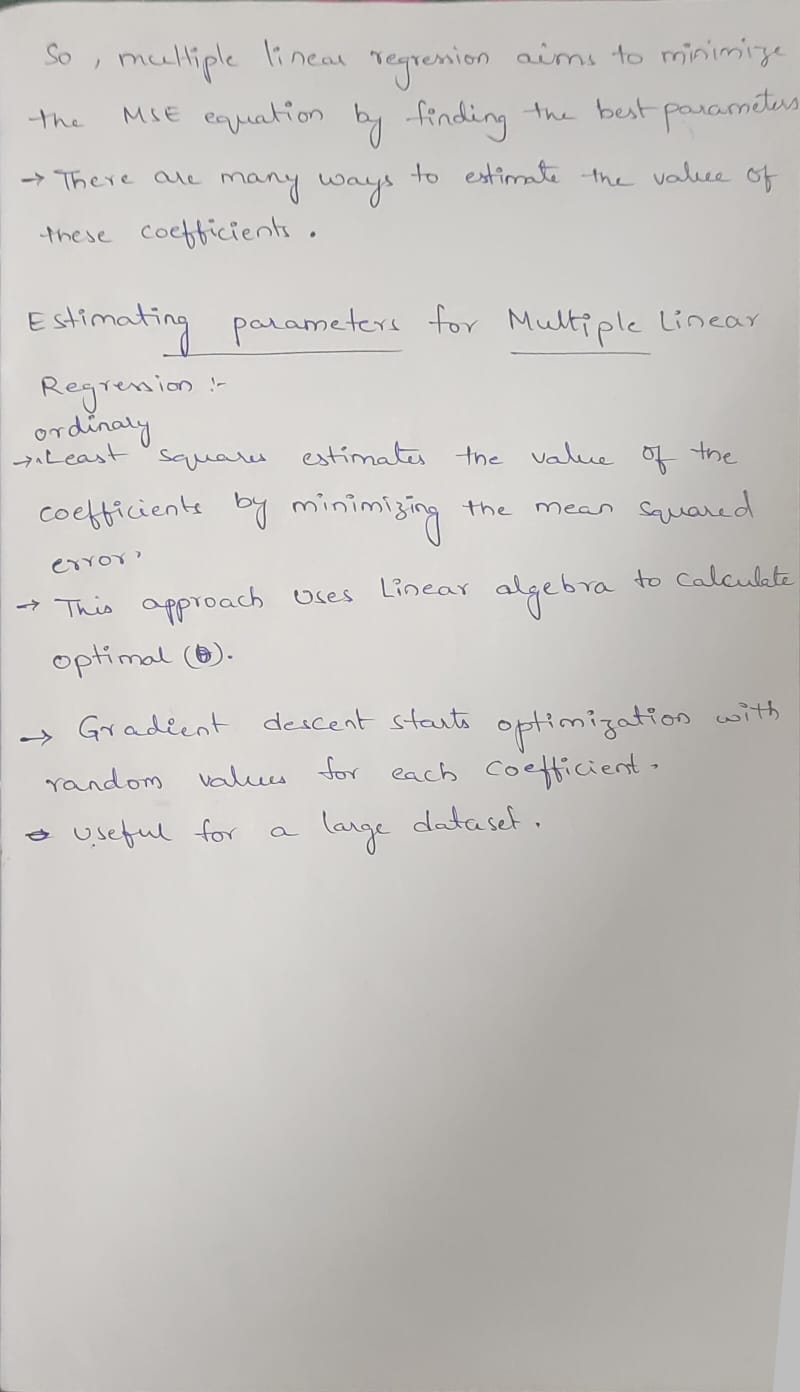 So, multiple linear regression aims to minimize
the MSE equation by finding the best parameters
→ There are many ways to estimate the value of
these coefficients.
Estimating parameters for Multiple Linear
Regression :-
ordinary
→ Least squares estimates the value of the
coefficients by minimizing the mean squared
error.
→ This approach uses Linear algebra to calculate
optimal (θ).
→ Gradient descent starts optimization with
random values for each coefficient.
→ Useful for a large dataset.